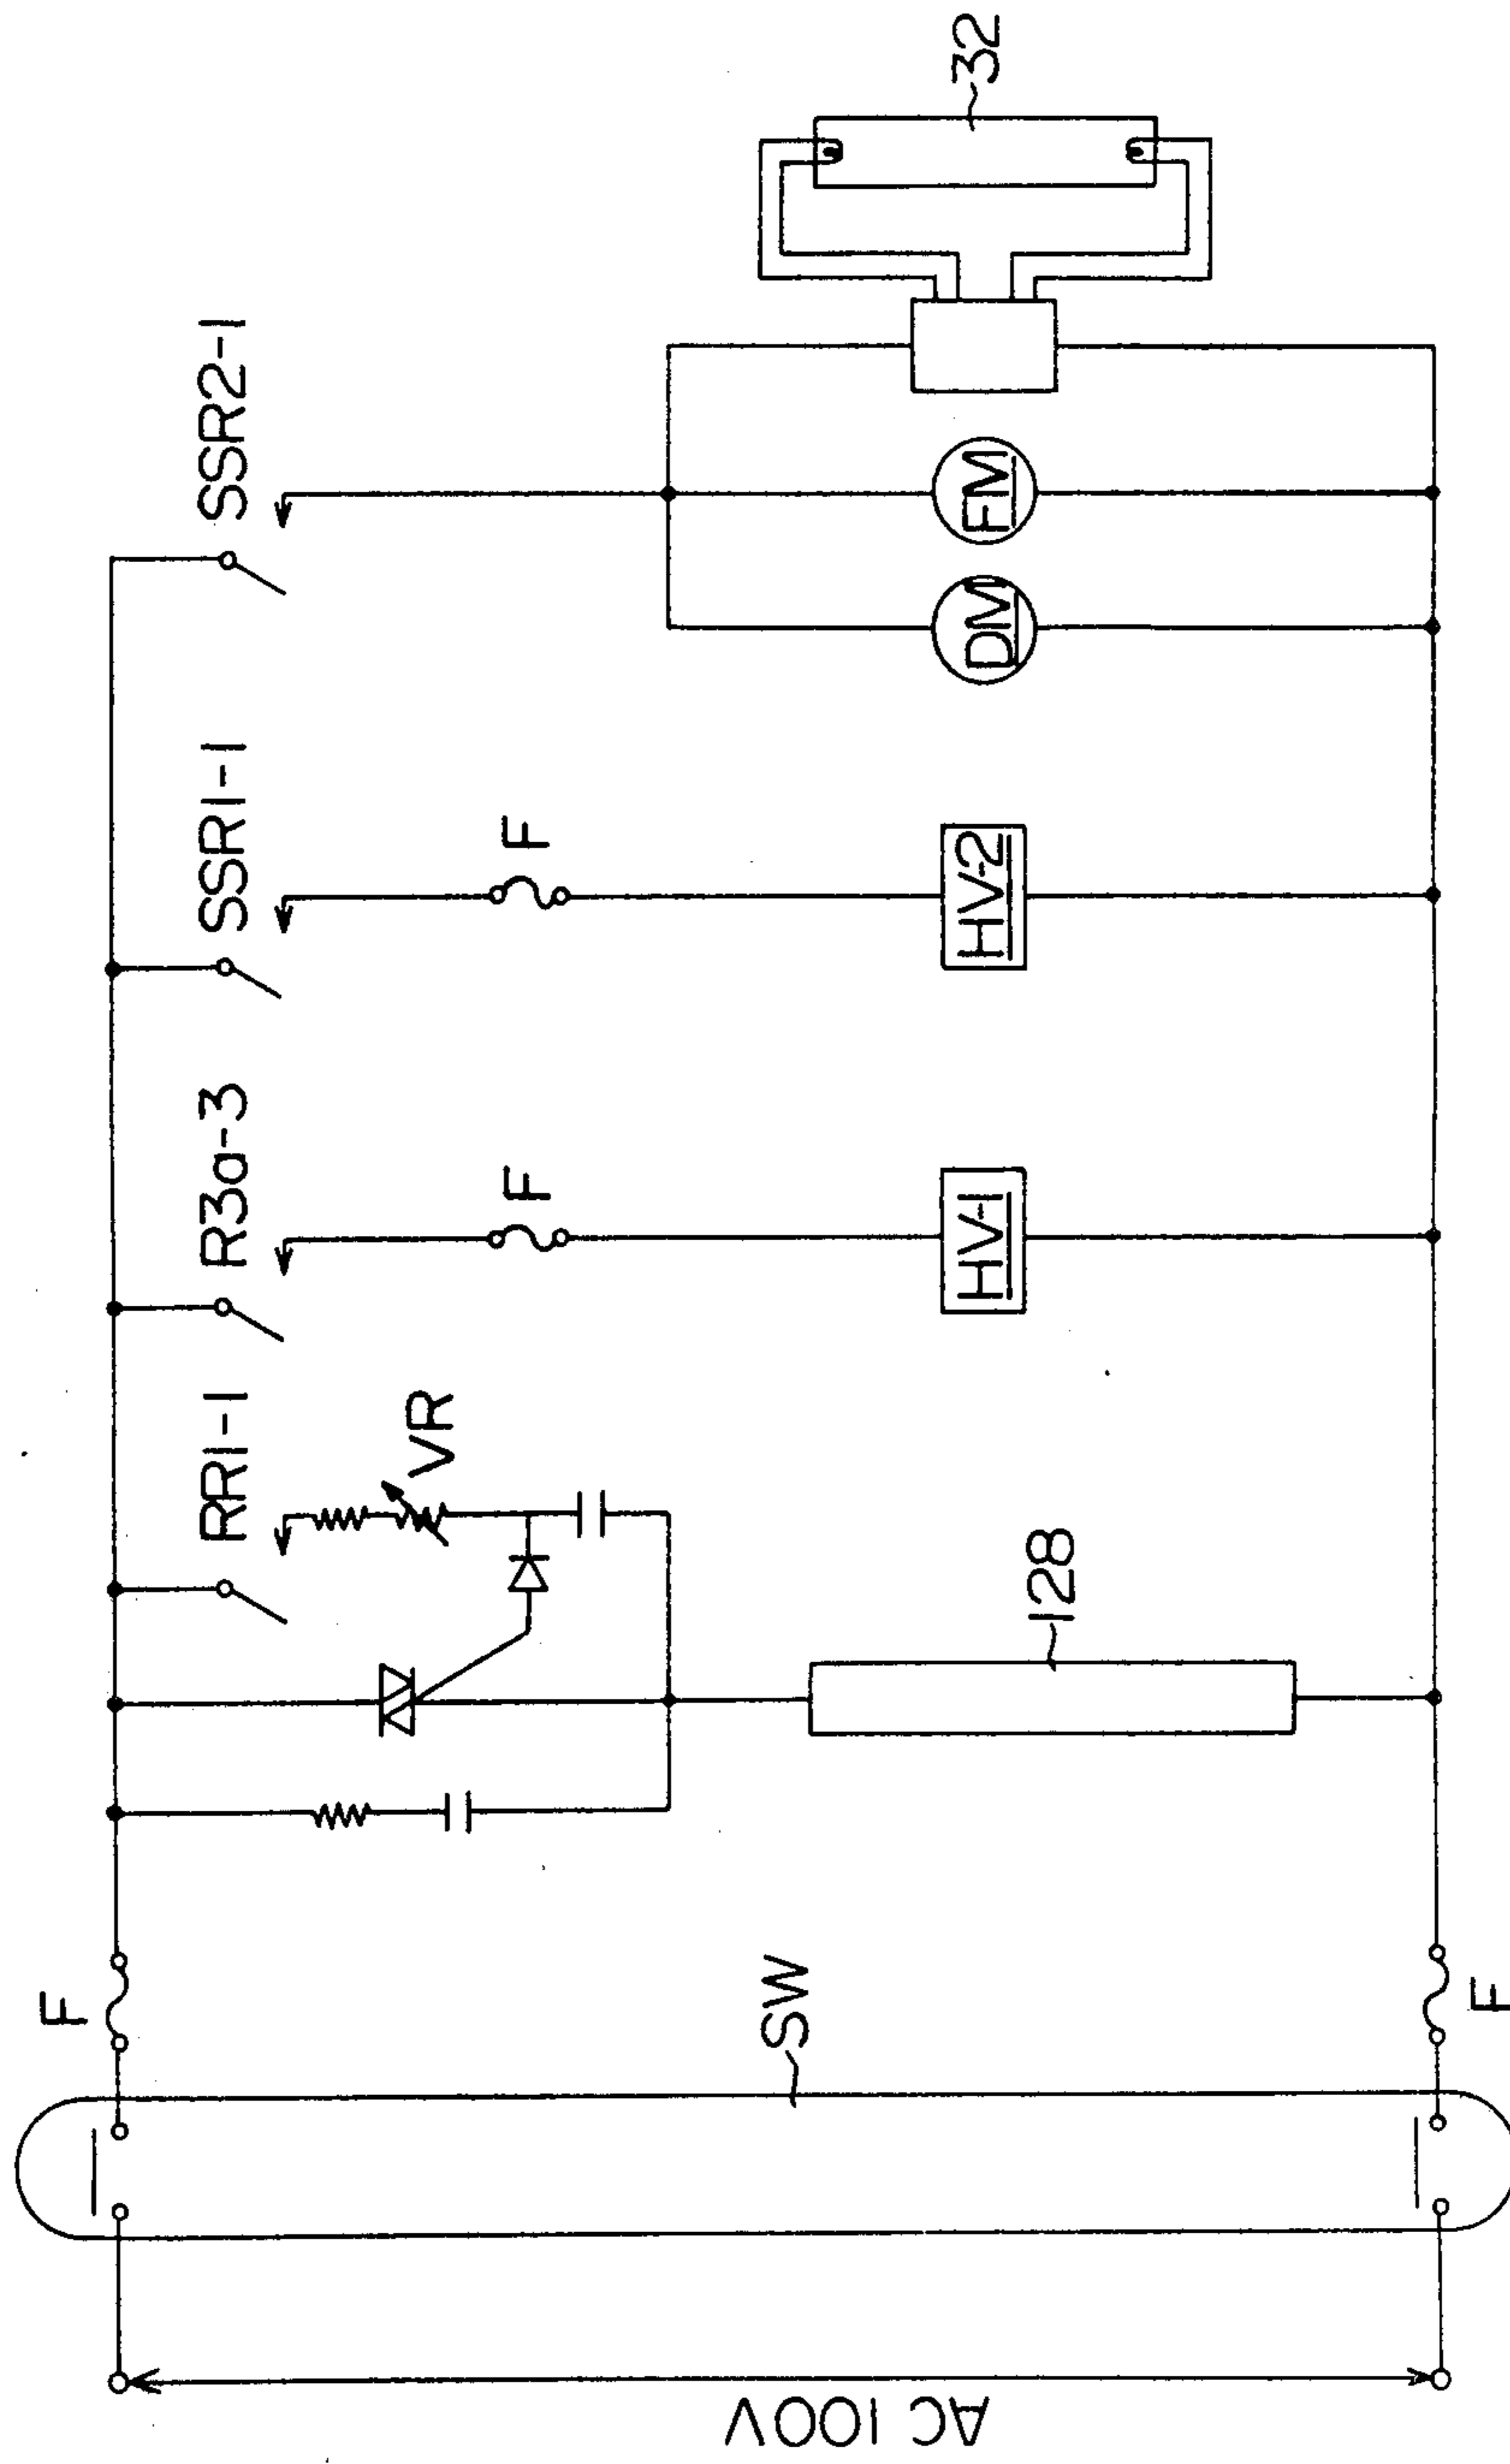 AC 100V
F
F
SW
RR1-1
VR
128
R3a-3
F
HV-1
SSR1-1
F
HV-2
SSR2-1
DM
FM
32